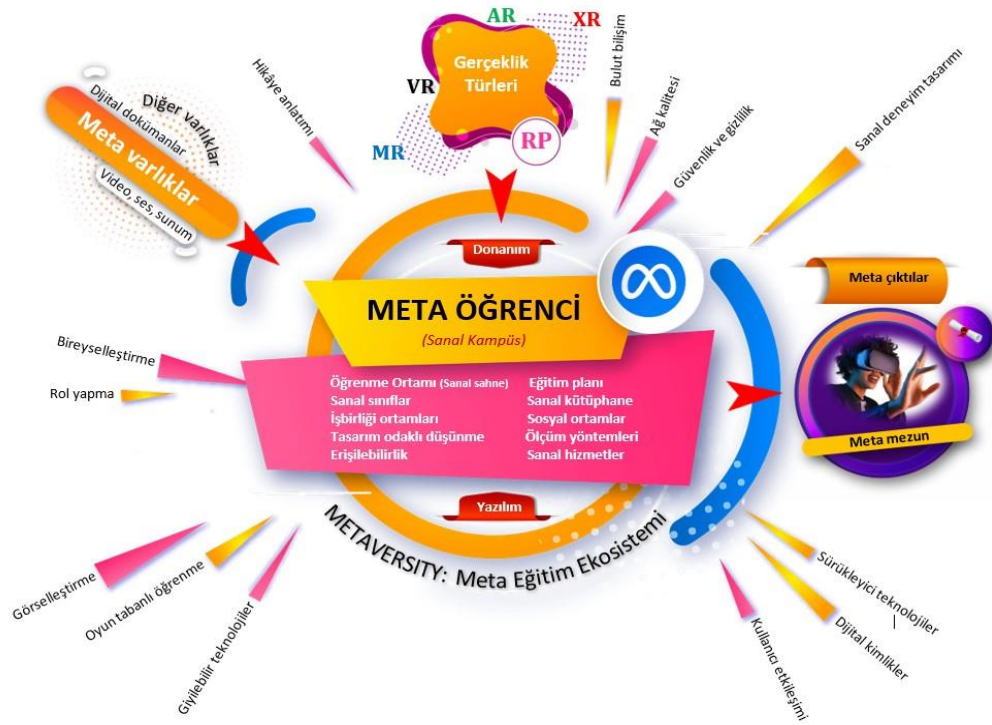 AR
XR
Gerçeklik
Türleri
VR
MR
RP
Hikâye anlatımı
Bulut bilişim
Ağ kalitesi
Güvenlik ve gizlilik
Sanal deneyim tasarımı
Diğer varlıklar
Dijital dokümanlar
Meta varlıklar
Video, ses, sunum
Donanım
META ÖĞRENCİ
(Sanal Kampüs)
Meta çıktılar
Bireyselleştirme
Rol yapma
Öğrenme Ortamı (Sanal sahne)
Sanal sınıflar
İşbirliği ortamları
Tasarım odaklı düşünme
Erişilebilirlik
Eğitim planı
Sanal kütüphane
Sosyal ortamlar
Ölçüm yöntemleri
Sanal hizmetler
Meta mezun
Yazılım
METAVERSITY: Meta Eğitim Ekosistemi
Görselleştirme
Oyun tabanlı öğrenme
Giyilebilir teknolojiler
Kullanıcı etkileşimi
Dijital kimlikler
Sürükleyici teknolojiler